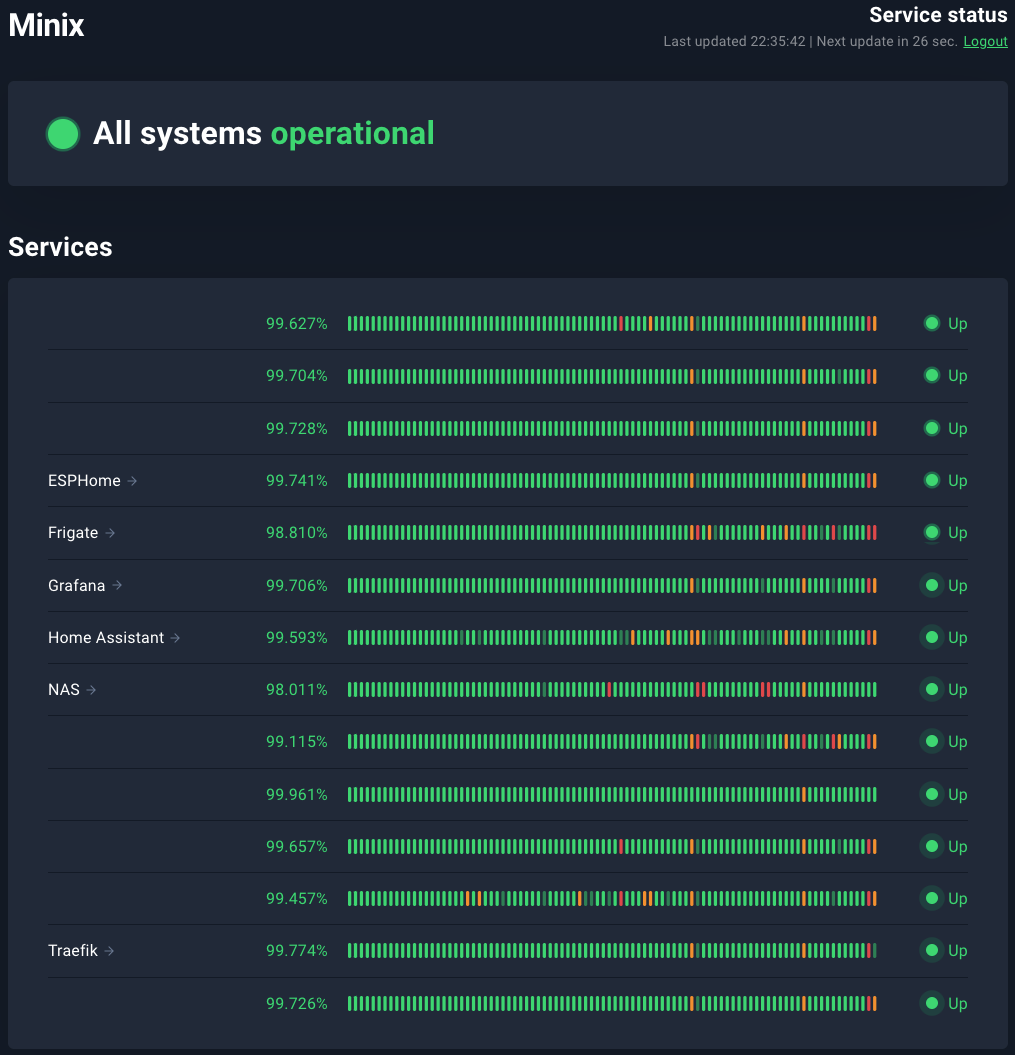 Minix
Service status
Last updated 22:35:42 | Next update in 26 sec. Logout
All systems operational
Services
99.627% Up
99.704% Up
99.728% Up
ESPHome → 99.741% Up
Frigate → 98.810% Up
Grafana → 99.706% Up
Home Assistant → 99.593% Up
NAS → 98.011% Up
99.115% Up
99.961% Up
99.657% Up
99.457% Up
Traefik → 99.774% Up
99.726% Up